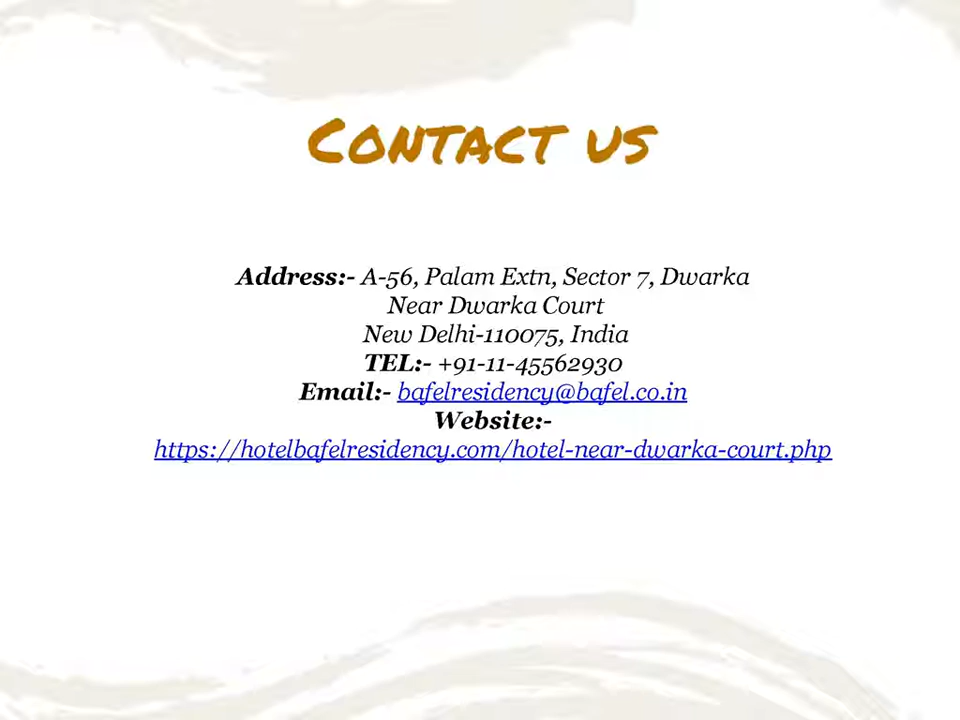 Contact us
Address:- A-56, Palam Extn, Sector 7, Dwarka
Near Dwarka Court
New Delhi-110075, India
TEL:- +91-11-45562930
Email:- bafelresidency@bafel.co.in
Website:-
https://hotelbafelresidency.com/hotel-near-dwarka-court.php